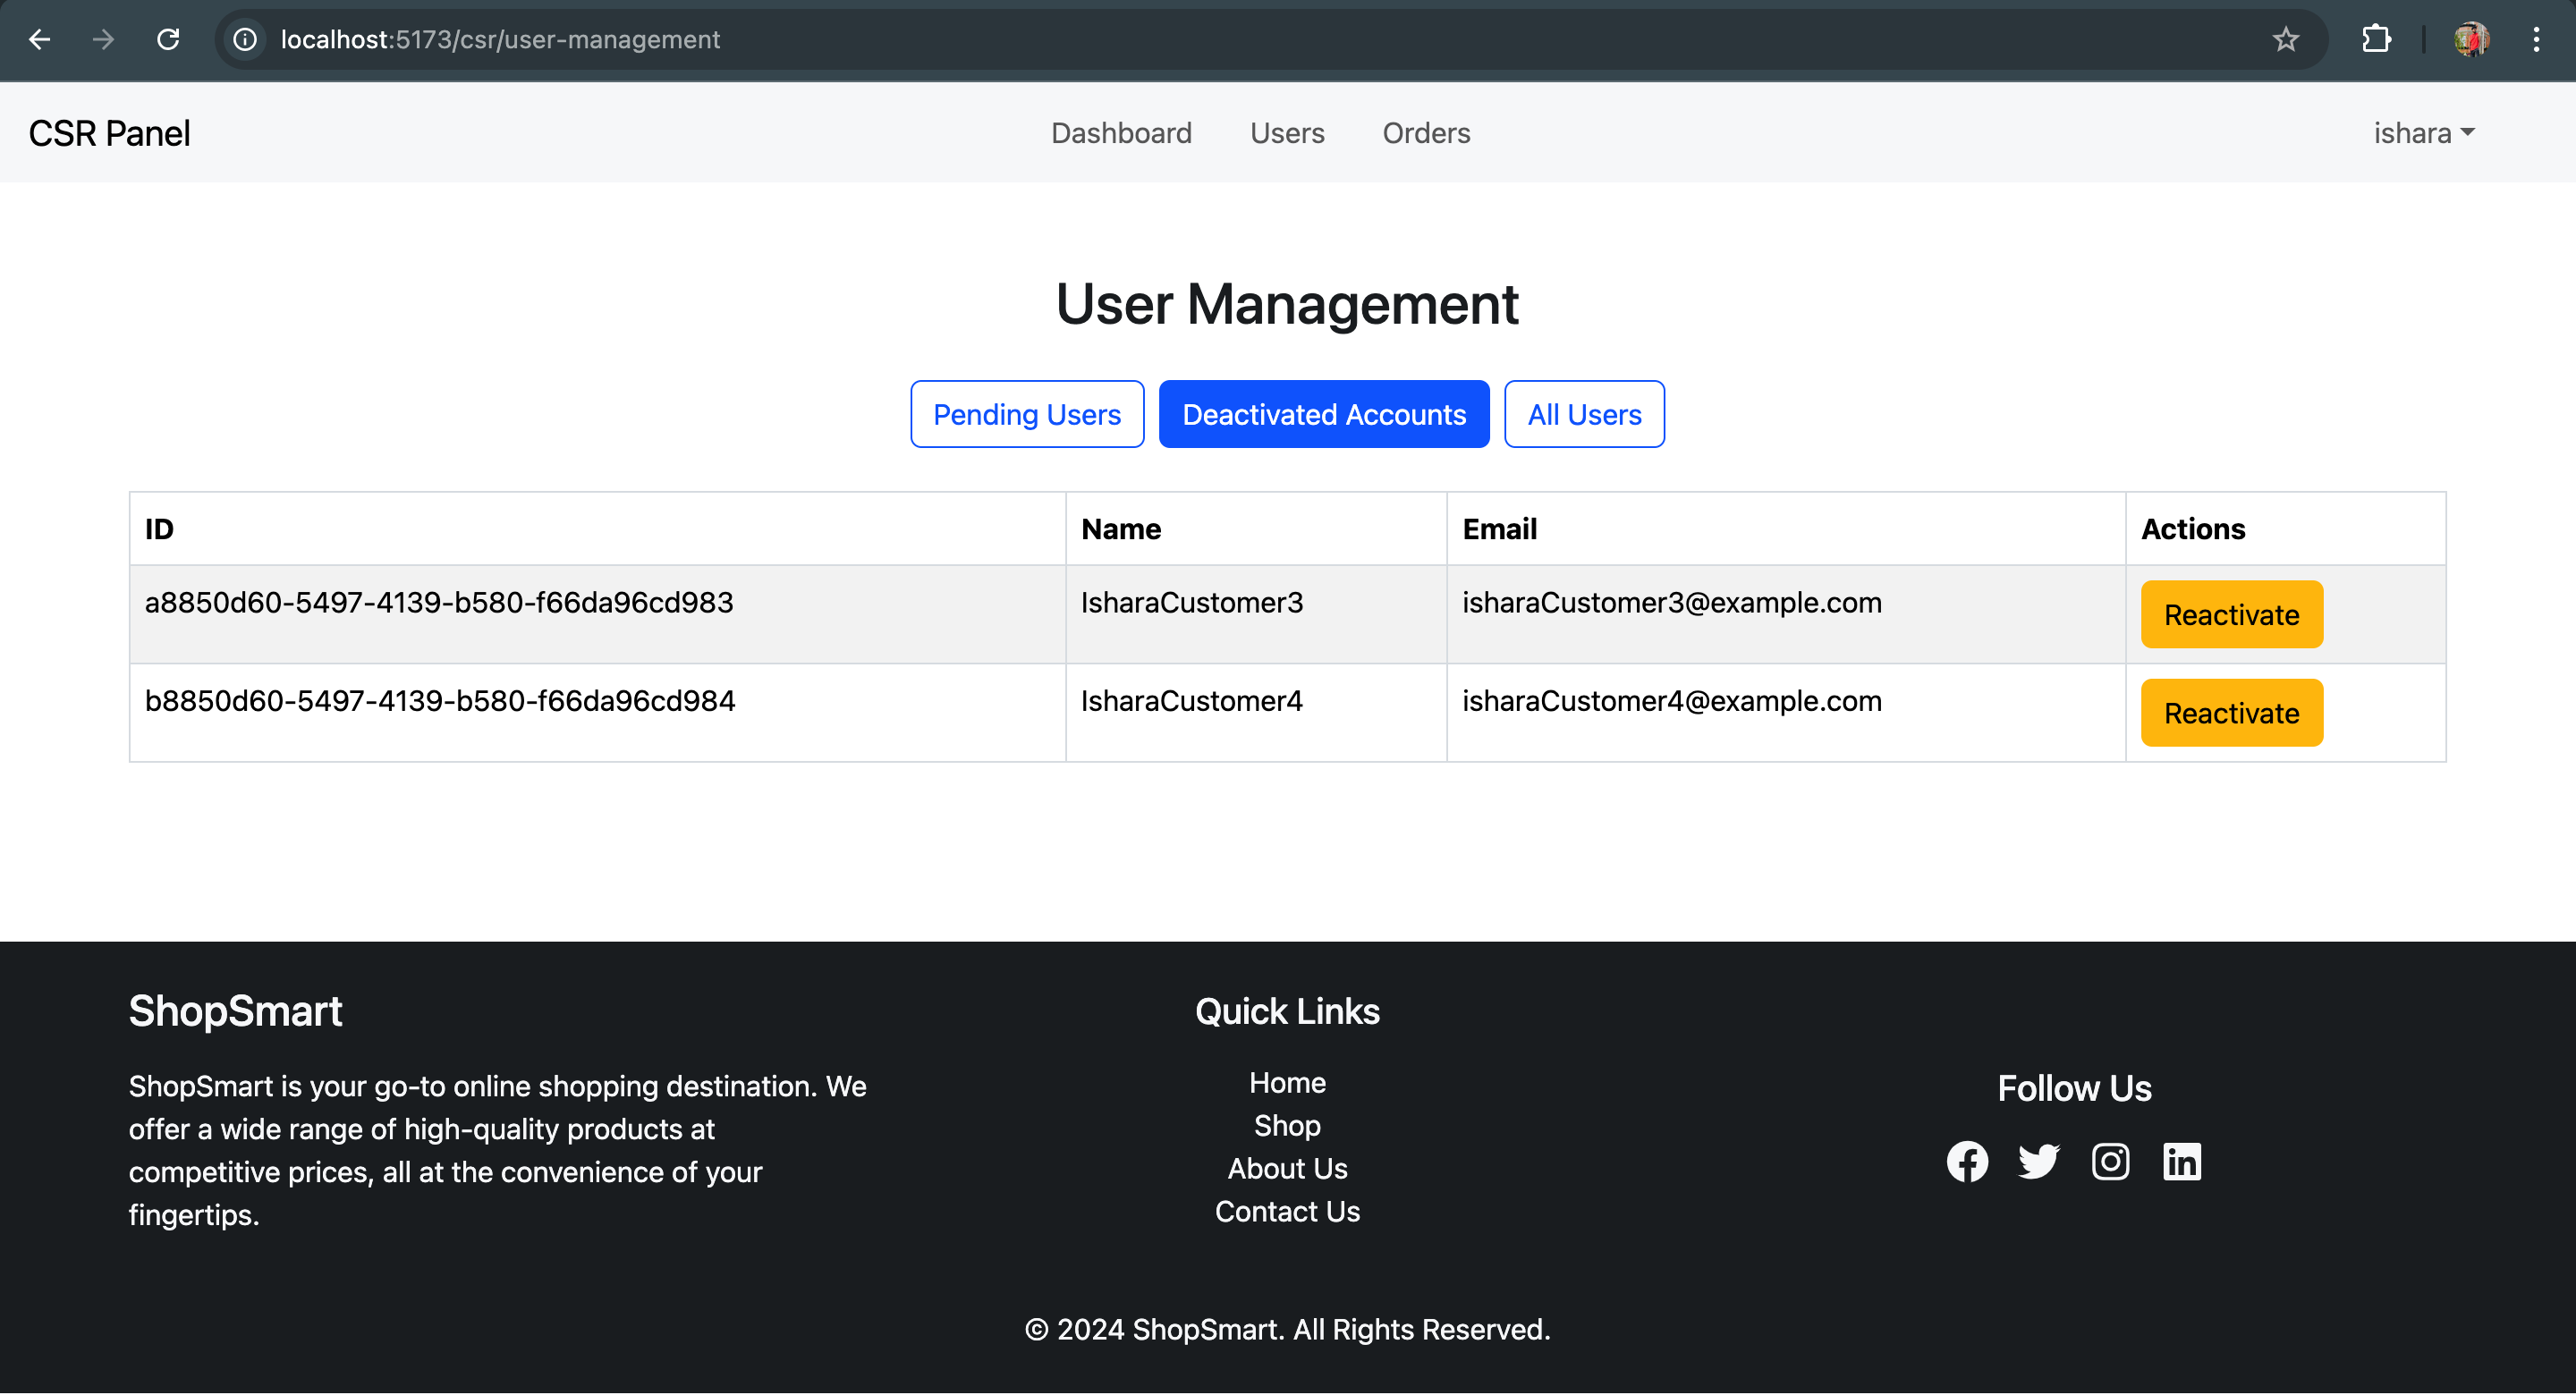 localhost:5173/csr/user-management
CSR Panel
Dashboard Users Orders
ishara
User Management
Pending Users Deactivated Accounts All Users
ID Name Email Actions
a8850d60-5497-4139-b580-f66da96cd983 IsharaCustomer3 isharaCustomer3@example.com Reactivate
b8850d60-5497-4139-b580-f66da96cd984 IsharaCustomer4 isharaCustomer4@example.com Reactivate
ShopSmart
ShopSmart is your go-to online shopping destination. We
offer a wide range of high-quality products at
competitive prices, all at the convenience of your
fingertips.
Quick Links
Home
Shop
About Us
Contact Us
Follow Us
© 2024 ShopSmart. All Rights Reserved.